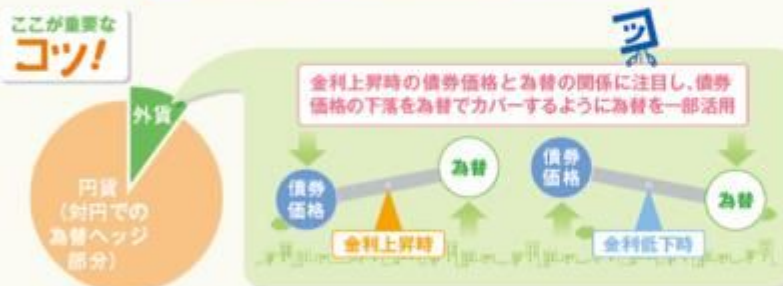 ここが重要な
コツ!
ツ
金利上昇時の債券価格と為替の関係に注目し、債券
価格の下落を為替でカバーするように為替を一部活用
外貨
円貨
(対円での
為替ヘッジ
部分)
債券
価格
為替
金利上昇時
債券
価格
為替
金利低下時